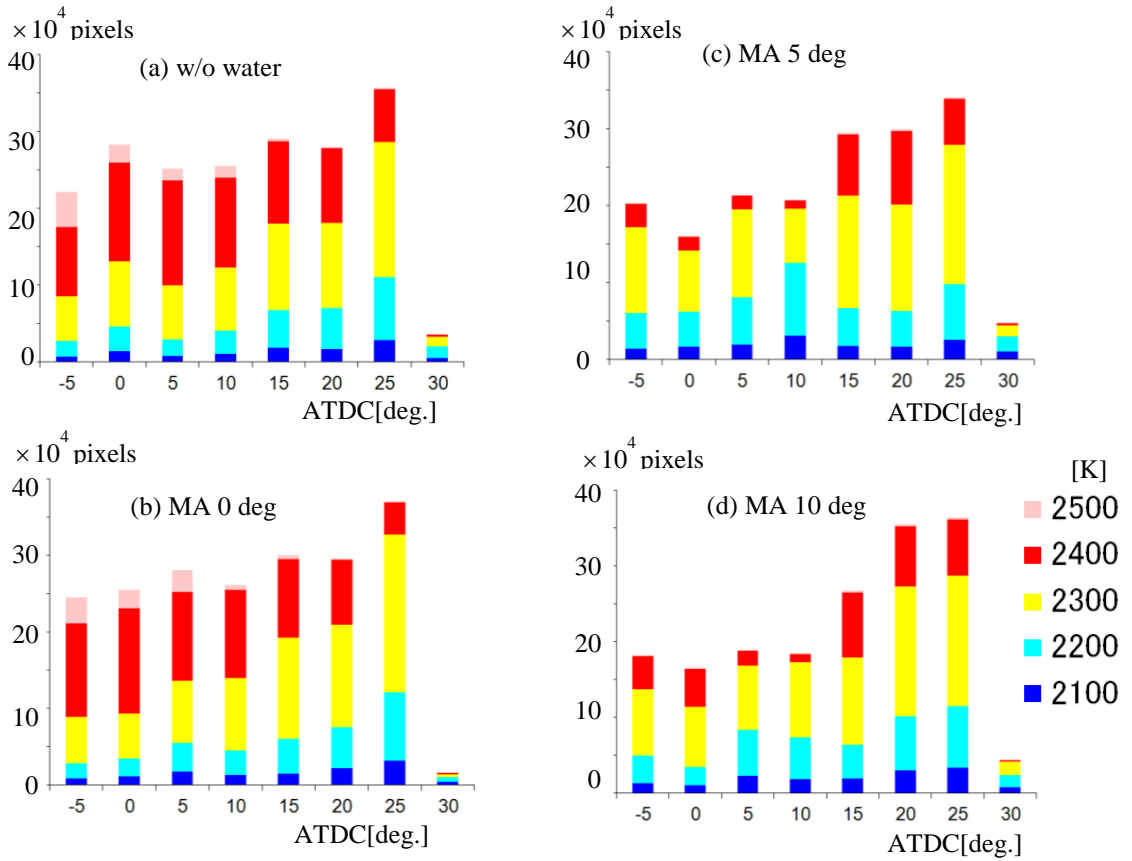 ×10⁴ pixels
(a) w/o water
40
30
20
10
0
-5 0 5 10 15 20 25 30
ATDC[deg.]
×10⁴ pixels
(c) MA 5 deg
40
30
20
10
0
-5 0 5 10 15 20 25 30
ATDC[deg.]
×10⁴ pixels
(b) MA 0 deg
40
30
20
10
0
-5 0 5 10 15 20 25 30
ATDC[deg.]
×10⁴ pixels
(d) MA 10 deg
40
30
20
10
0
-5 0 5 10 15 20 25 30
ATDC[deg.]
[K]
2500
2400
2300
2200
2100